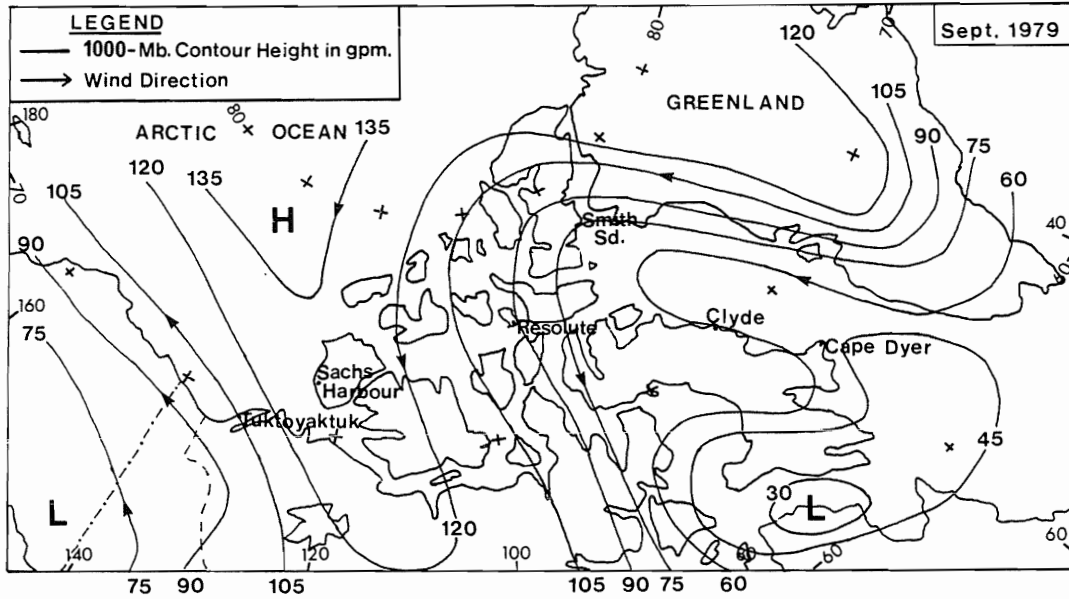 LEGEND
1000-Mb. Contour Height in gpm.
Wind Direction
Sept. 1979
80
70
120
GREENLAND
105
180
80
ARCTIC OCEAN
135
90
75
120
70
105
135
60
H
Smith
Sd.
40
90
160
Resolute
Clyde
75
Cape Dyer
Sachs
Harbour
Tuktoyaktuk
45
30
L
L
120
140
120
100
60
60
60
75
90
105
105
90
75
60